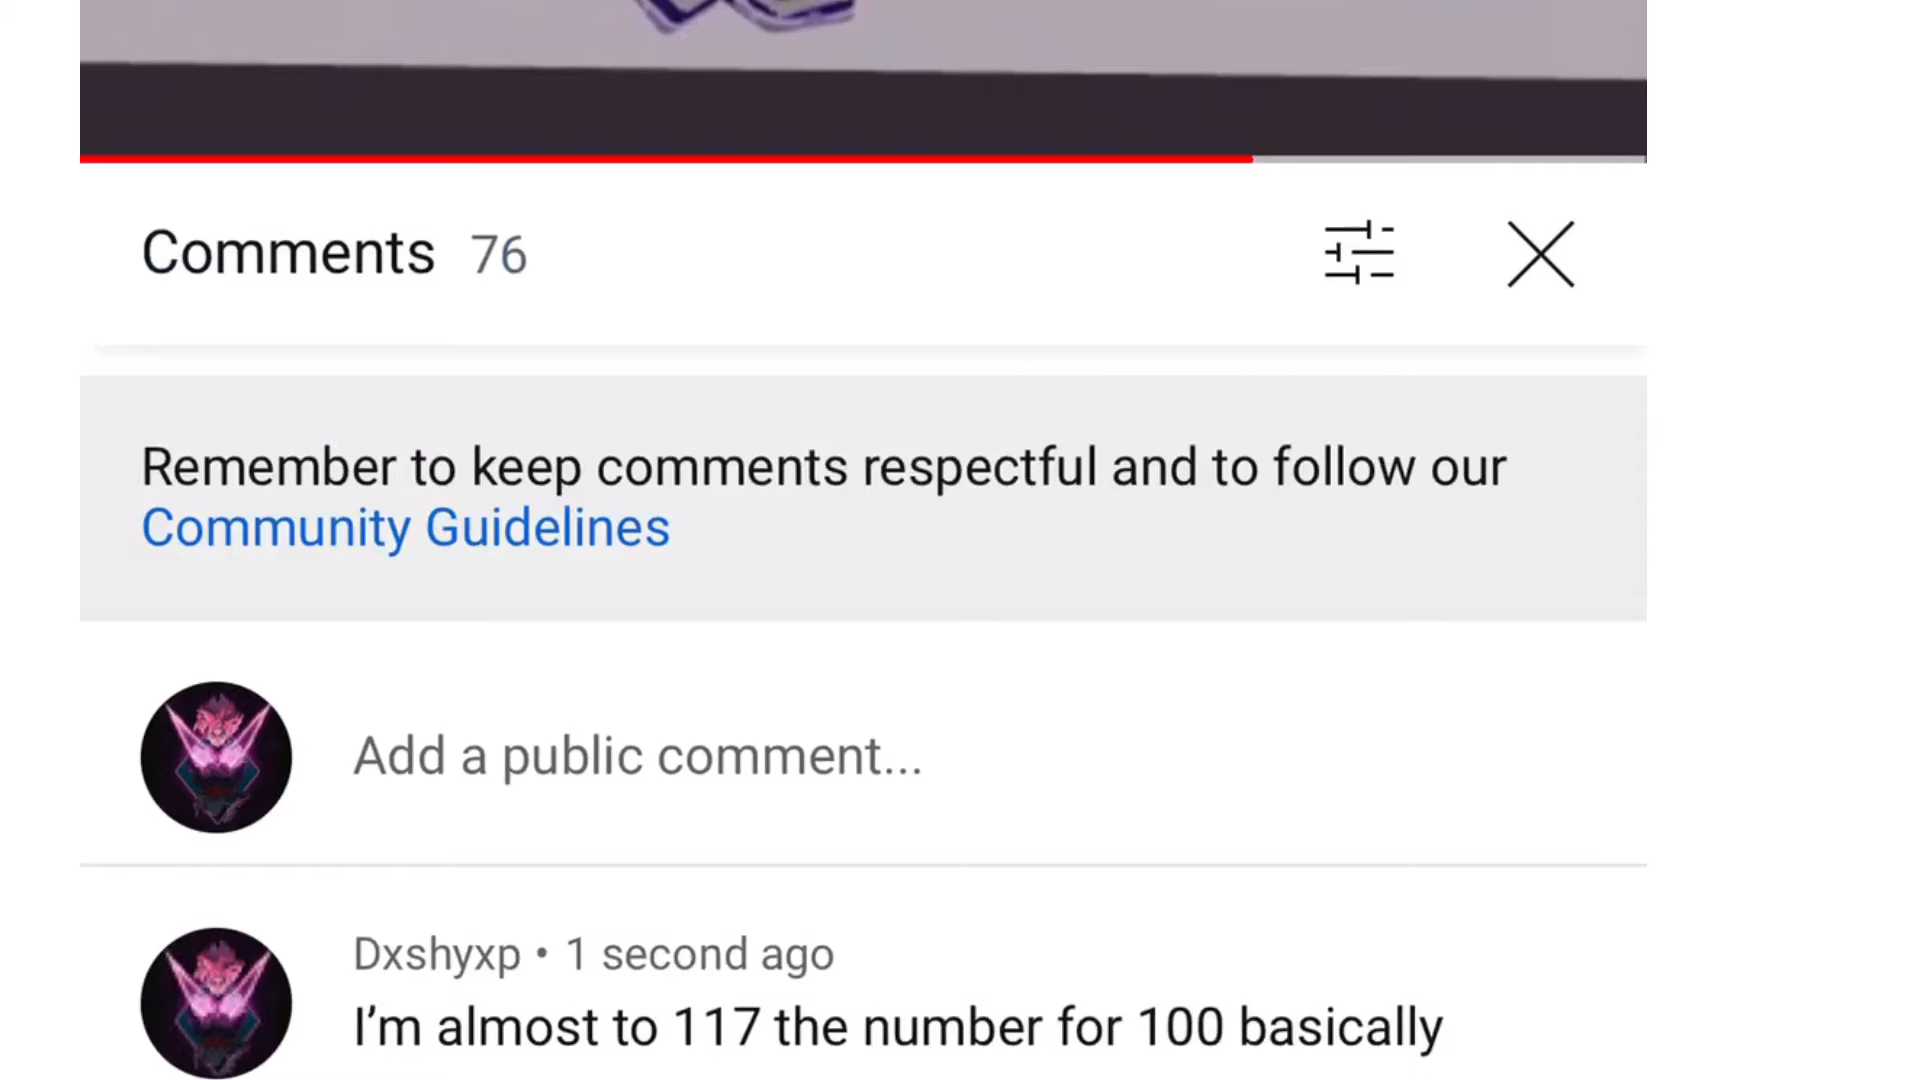 Comments 76
Remember to keep comments respectful and to follow our
Community Guidelines
Add a public comment...
Dxshyxp • 1 second ago
I’m almost to 117 the number for 100 basically